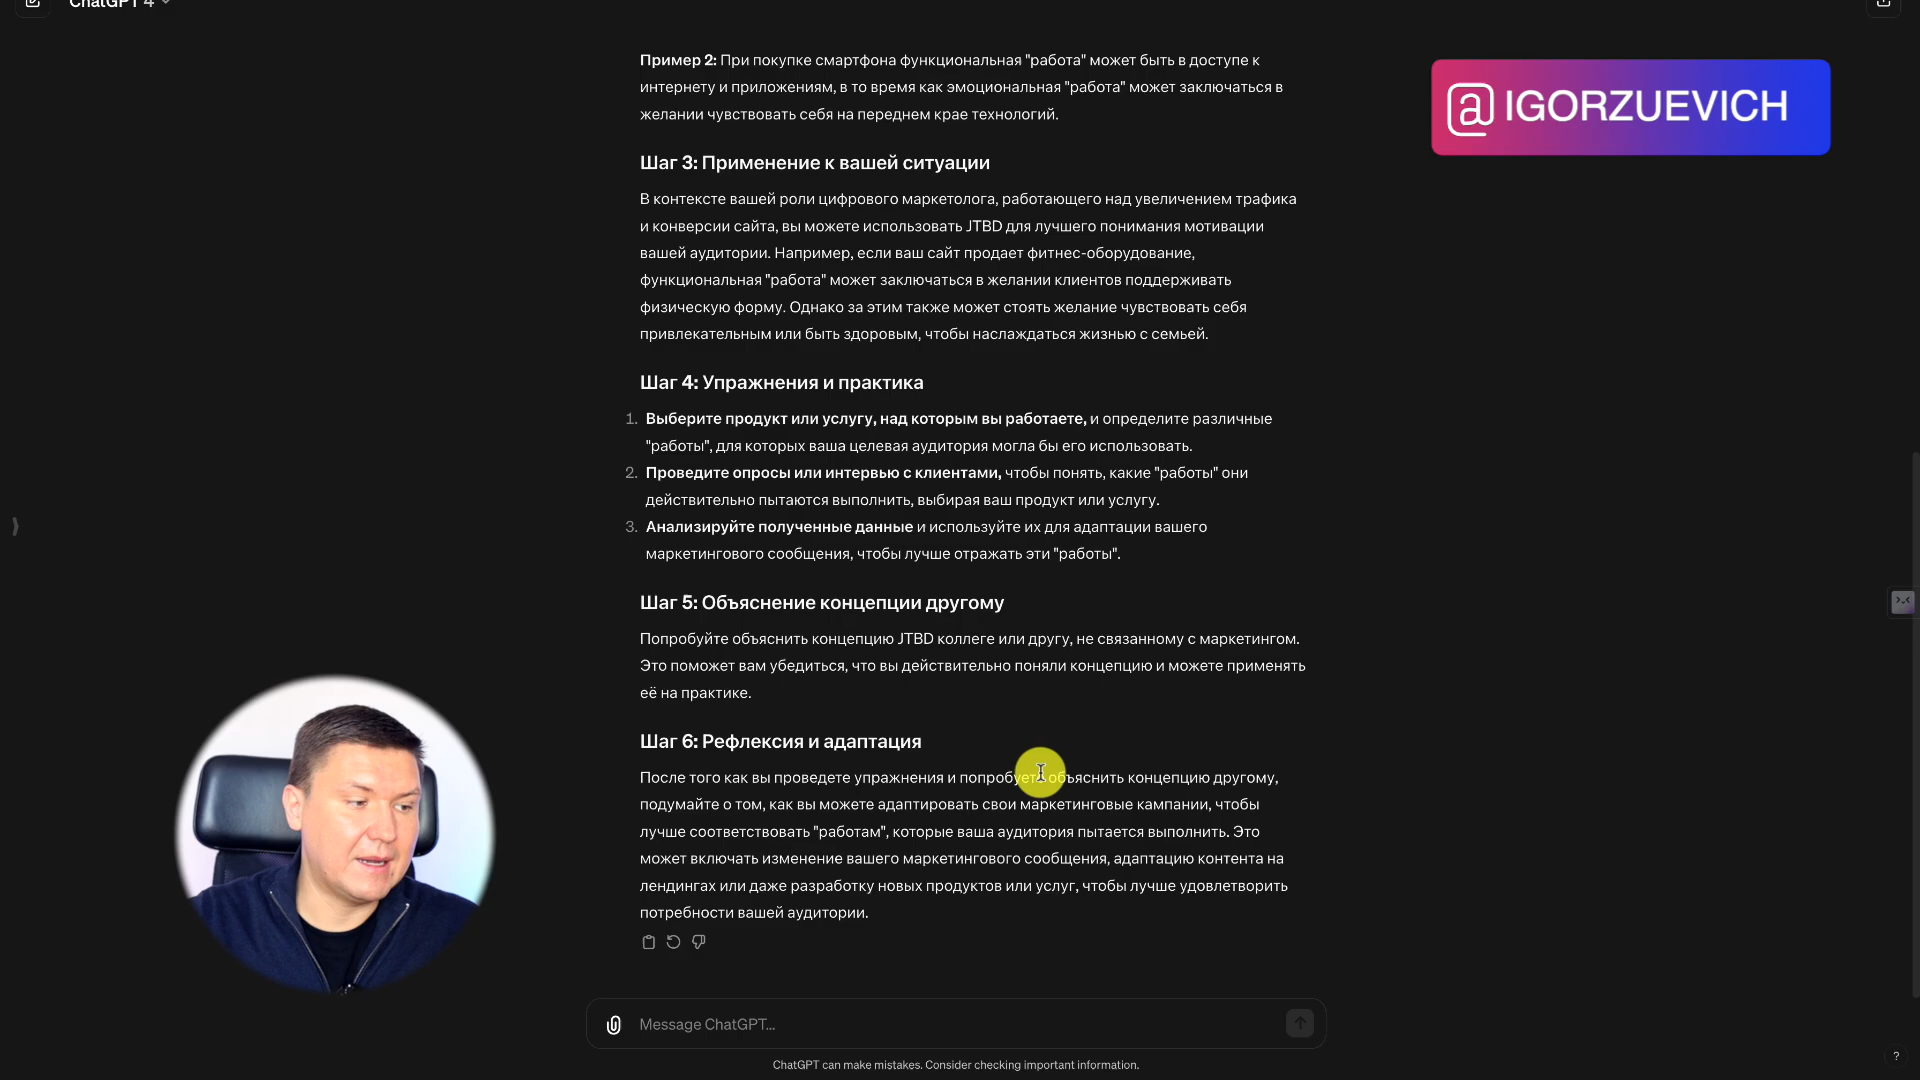 ChatGPT 4
Пример 2: При покупке смартфона функциональная "работа" может быть в доступе к
интернету и приложениям, в то время как эмоциональная "работа" может заключаться в
желании чувствовать себя на переднем крае технологий.
@IGORZUEVICH
Шаг 3: Применение к вашей ситуации
В контексте вашей роли цифрового маркетолога, работающего над увеличением трафика
и конверсии сайта, вы можете использовать JTBD для лучшего понимания мотивации
вашей аудитории. Например, если ваш сайт продает фитнес-оборудование,
функциональная "работа" может заключаться в желании клиентов поддерживать
физическую форму. Однако за этим также может стоять желание чувствовать себя
привлекательным или быть здоровым, чтобы наслаждаться жизнью с семьей.
Шаг 4: Упражнения и практика
1. Выберите продукт или услугу, над которым вы работаете, и определите различные
"работы", для которых ваша целевая аудитория могла бы его использовать.
2. Проведите опросы или интервью с клиентами, чтобы понять, какие "работы" они
действительно пытаются выполнить, выбирая ваш продукт или услугу.
3. Анализируйте полученные данные и используйте их для адаптации вашего
маркетингового сообщения, чтобы лучше отражать эти "работы".
Шаг 5: Объяснение концепции другому
Попробуйте объяснить концепцию JTBD коллеге или другу, не связанному с маркетингом.
Это поможет вам убедиться, что вы действительно поняли концепцию и можете применять
её на практике.
Шаг 6: Рефлексия и адаптация
После того как вы проведете упражнения и попробуете объяснить концепцию другому,
подумайте о том, как вы можете адаптировать свои маркетинговые кампании, чтобы
лучше соответствовать "работам", которые ваша аудитория пытается выполнить. Это
может включать изменение вашего маркетингового сообщения, адаптацию контента на
лендингах или даже разработку новых продуктов или услуг, чтобы лучше удовлетворить
потребности вашей аудитории.
Message ChatGPT...
ChatGPT can make mistakes. Consider checking important information.
?